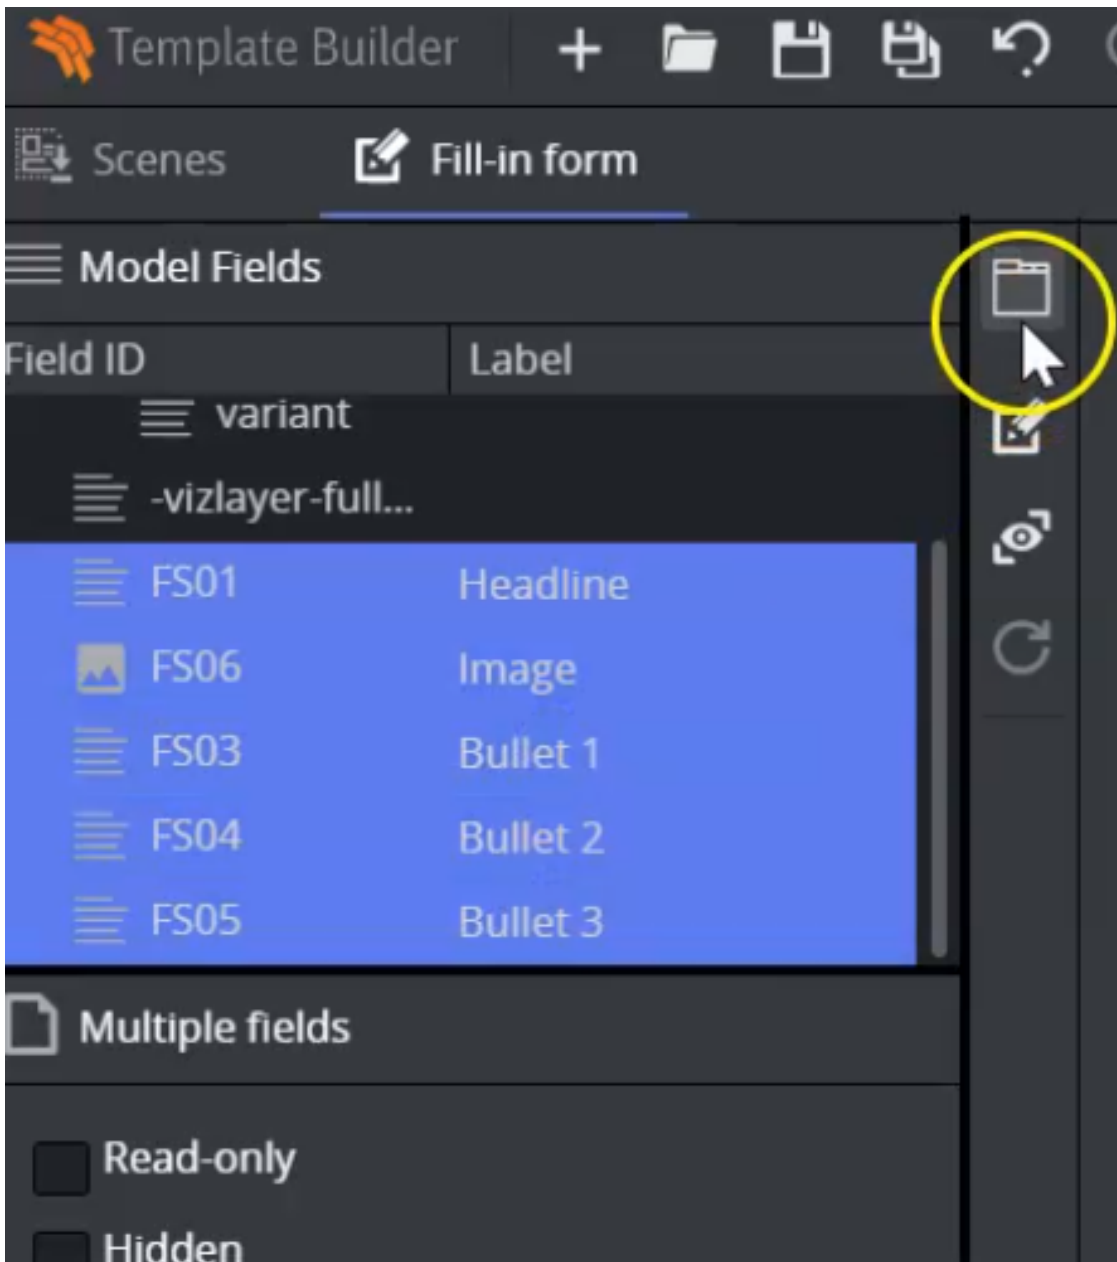 Template Builder
Scenes
Fill-in form
Model Fields
Field ID
Label
variant
-vizlayer-full...
FS01
Headline
FS06
Image
FS03
Bullet 1
FS04
Bullet 2
FS05
Bullet 3
Multiple fields
Read-only
Hidden